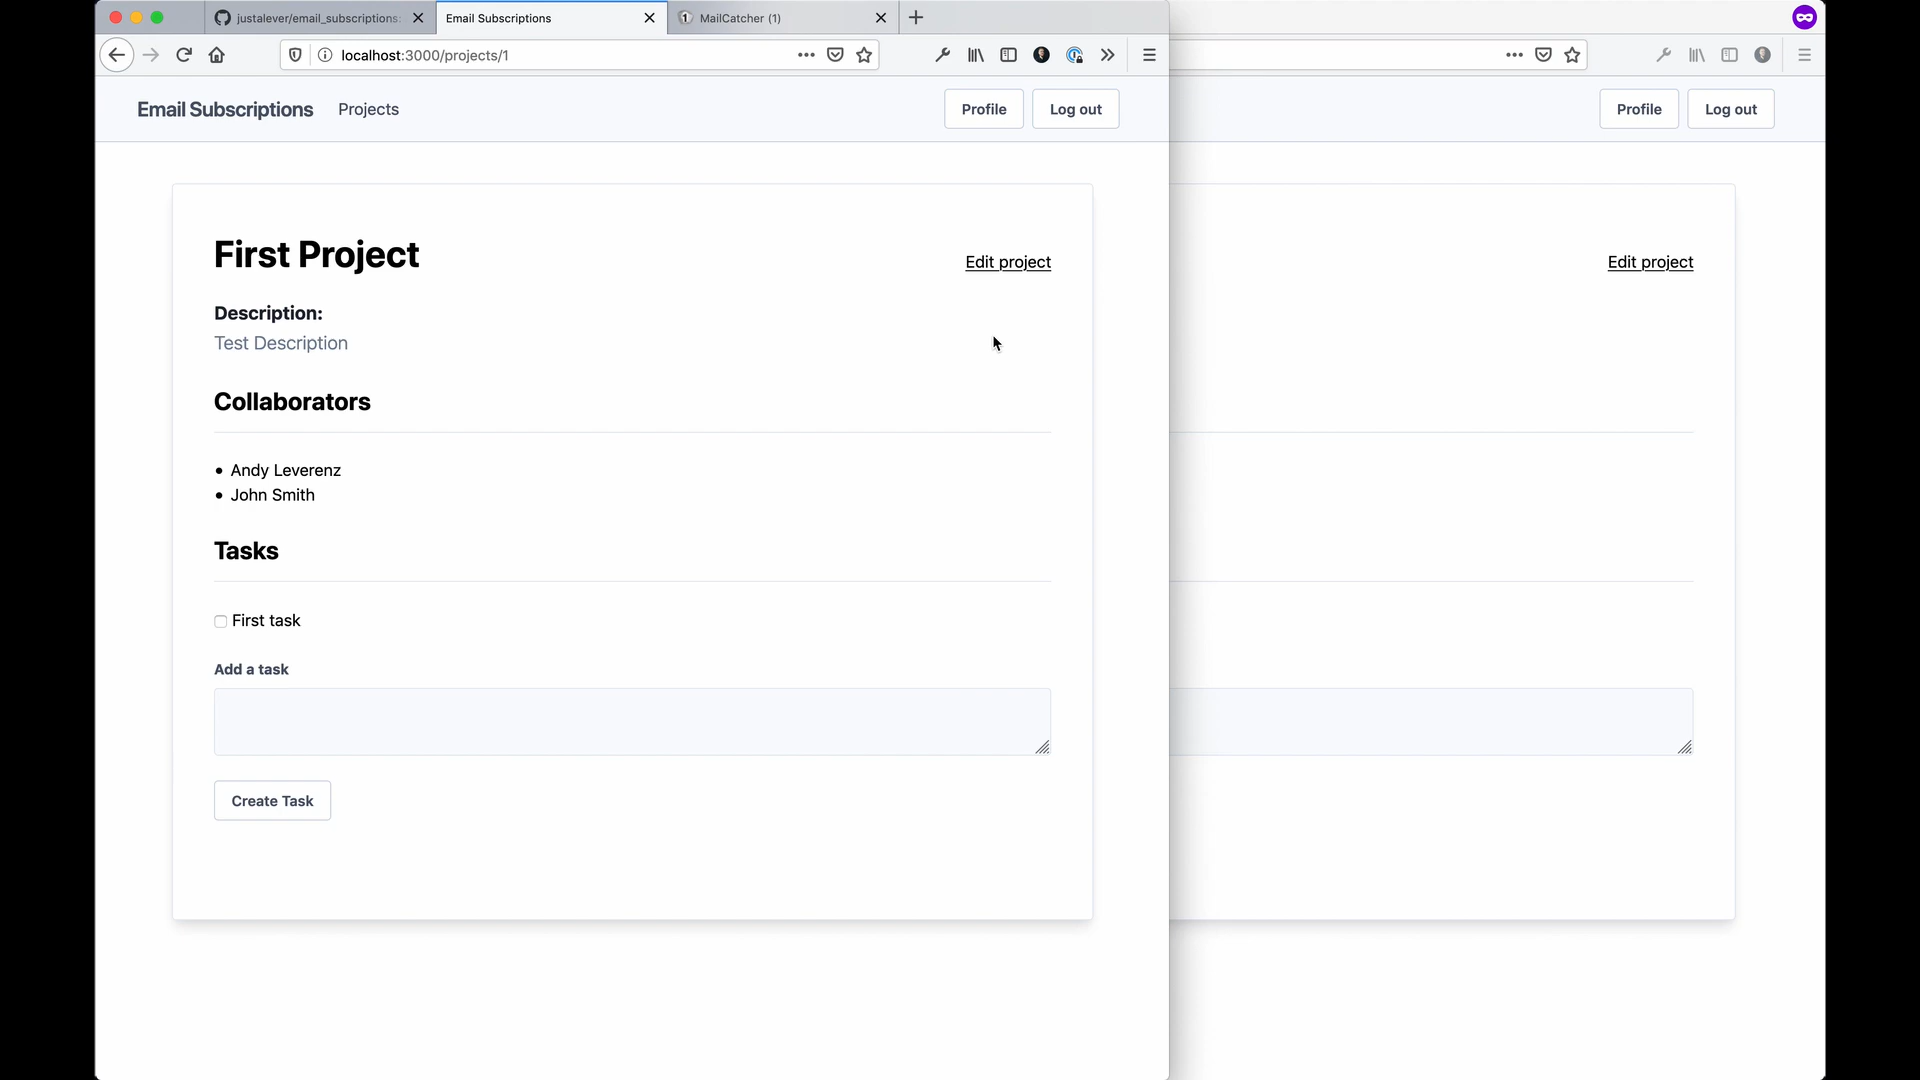 justalever/email_subscriptions:
Email Subscriptions
MailCatcher (1)
localhost:3000/projects/1
Email Subscriptions
Projects
Profile
Log out
Profile
Log out
First Project
Edit project
Edit project
Description:
Test Description
Collaborators
Andy Leverenz
John Smith
Tasks
First task
Add a task
Create Task